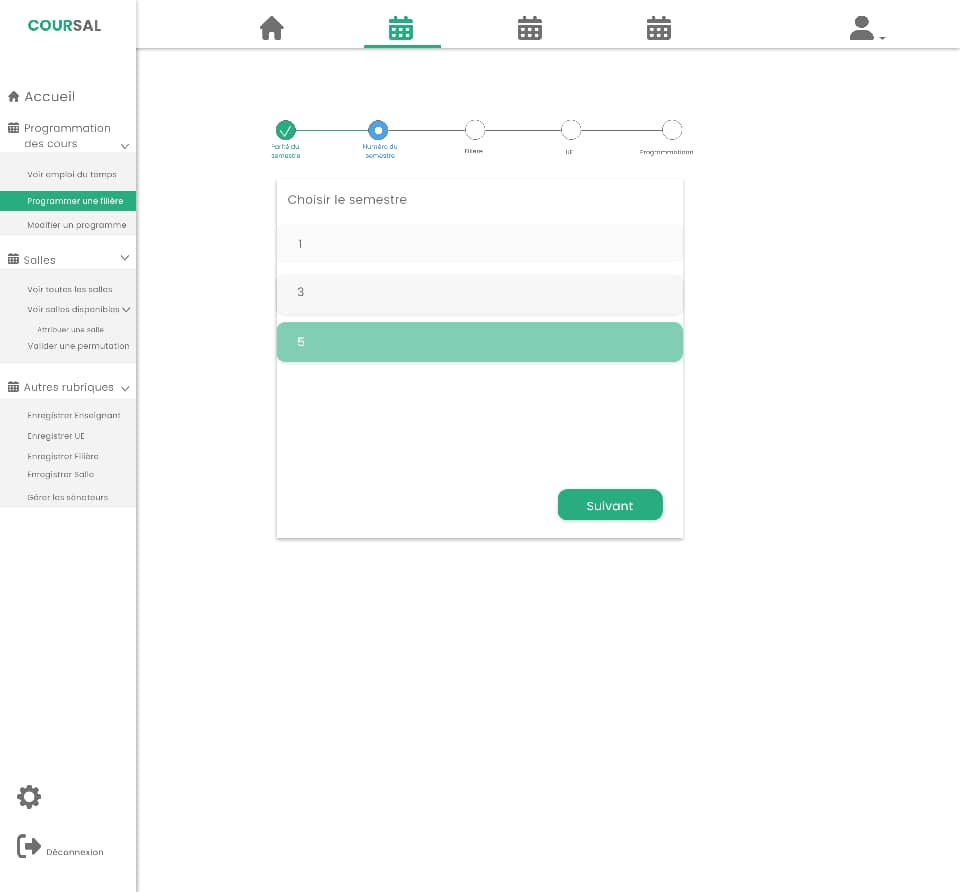 COURSAL
Accueil
Programmation
des cours
Voir emploi du temps
Programmer une filière
Modifier un programme
Salles
Voir toutes les salles
Voir salles disponibles
Attribuer une salle
Valider une permutation
Autres rubriques
Enregistrer Enseignant
Enregistrer UE
Enregistrer Filière
Enregistrer Salle
Gérer les sénateurs
Déconnexion
Parité du
semestre
Numéro du
semestre
Filière
UE
Programmation
Choisir le semestre
1
3
5
Suivant